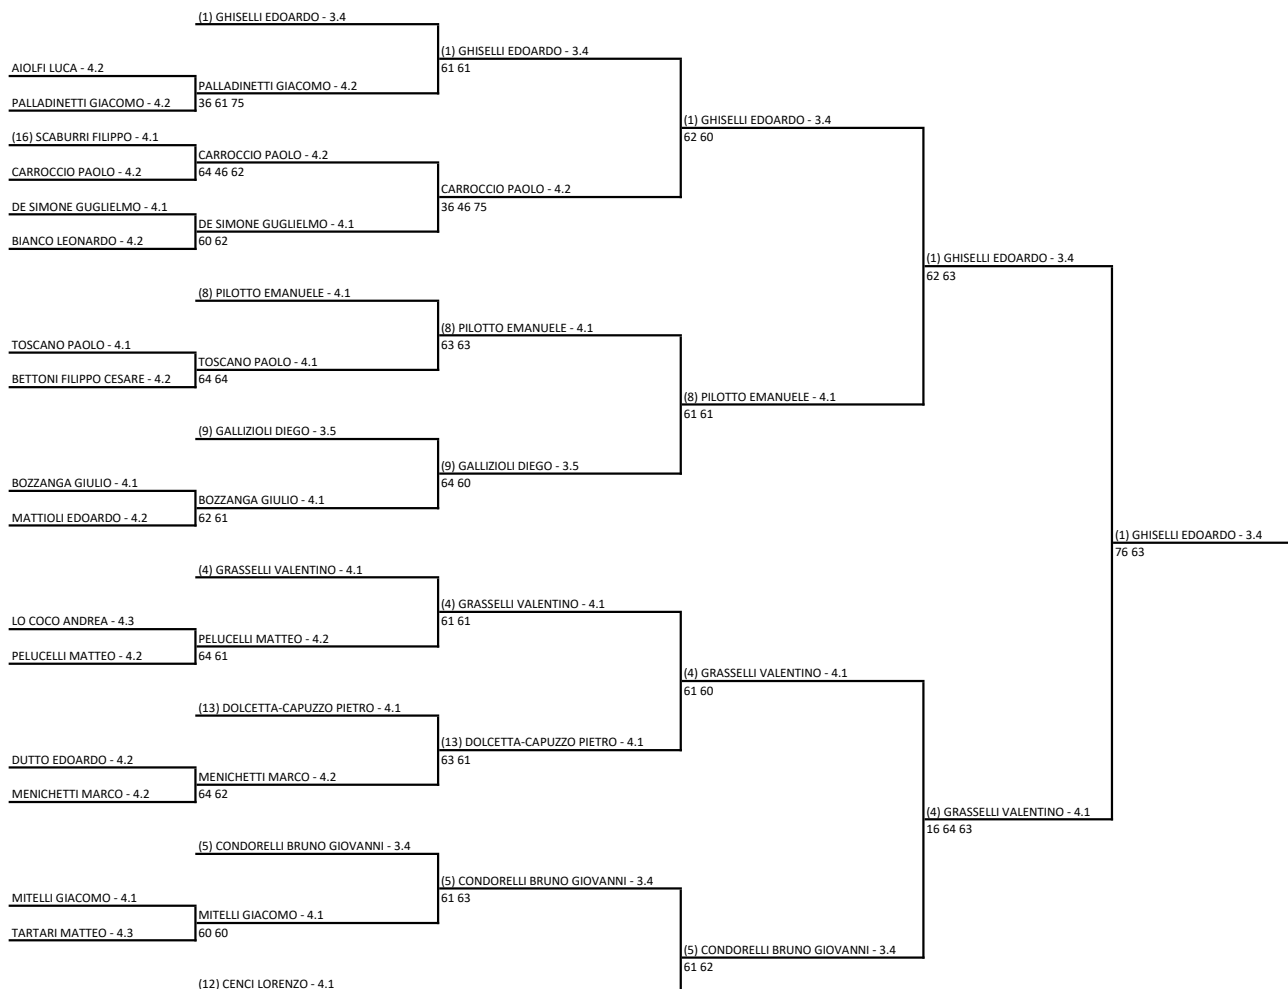 (1) GHISELLI EDOARDO - 3.4
(1) GHISELLI EDOARDO - 3.4
AIOLFI LUCA - 4.2
61 61
PALLADINETTI GIACOMO - 4.2
PALLADINETTI GIACOMO - 4.2
36 61 75
(1) GHISELLI EDOARDO - 3.4
(16) SCABURRI FILIPPO - 4.1
62 60
CARROCCIO PAOLO - 4.2
CARROCCIO PAOLO - 4.2
64 46 62
CARROCCIO PAOLO - 4.2
DE SIMONE GUGLIELMO - 4.1
36 46 75
DE SIMONE GUGLIELMO - 4.1
BIANCO LEONARDO - 4.2
60 62
(1) GHISELLI EDOARDO - 3.4
62 63
(8) PILOTTO EMANUELE - 4.1
(8) PILOTTO EMANUELE - 4.1
TOSCANO PAOLO - 4.1
63 63
TOSCANO PAOLO - 4.1
BETTONI FILIPPO CESARE - 4.2
64 64
(8) PILOTTO EMANUELE - 4.1
61 61
(9) GALLIZIOLI DIEGO - 3.5
(9) GALLIZIOLI DIEGO - 3.5
BOZZANGA GIULIO - 4.1
64 60
BOZZANGA GIULIO - 4.1
MATTIOLI EDOARDO - 4.2
62 61
(1) GHISELLI EDOARDO - 3.4
76 63
(4) GRASSELLI VALENTINO - 4.1
(4) GRASSELLI VALENTINO - 4.1
LO COCO ANDREA - 4.3
61 61
PELUCELLI MATTEO - 4.2
PELUCELLI MATTEO - 4.2
64 61
(4) GRASSELLI VALENTINO - 4.1
61 60
(13) DOLCETTA-CAPUZZO PIETRO - 4.1
(13) DOLCETTA-CAPUZZO PIETRO - 4.1
DUTTO EDOARDO - 4.2
63 61
MENICHETTI MARCO - 4.2
MENICHETTI MARCO - 4.2
64 62
(4) GRASSELLI VALENTINO - 4.1
16 64 63
(5) CONDORELLI BRUNO GIOVANNI - 3.4
(5) CONDORELLI BRUNO GIOVANNI - 3.4
MITELLI GIACOMO - 4.1
61 63
MITELLI GIACOMO - 4.1
TARTARI MATTEO - 4.3
60 60
(5) CONDORELLI BRUNO GIOVANNI - 3.4
61 62
(12) CENCI LORENZO - 4.1